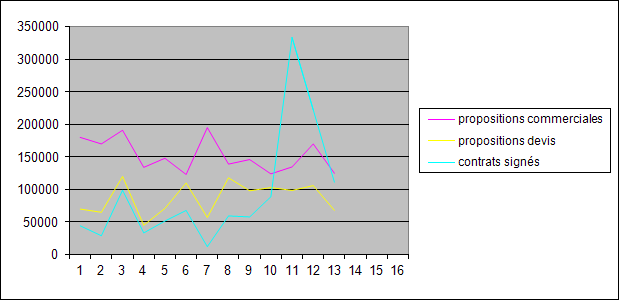 350000
300000
250000
200000
150000
100000
50000
0
1 2 3 4 5 6 7 8 9 10 11 12 13 14 15 16
propositions commerciales
propositions devis
contrats signés